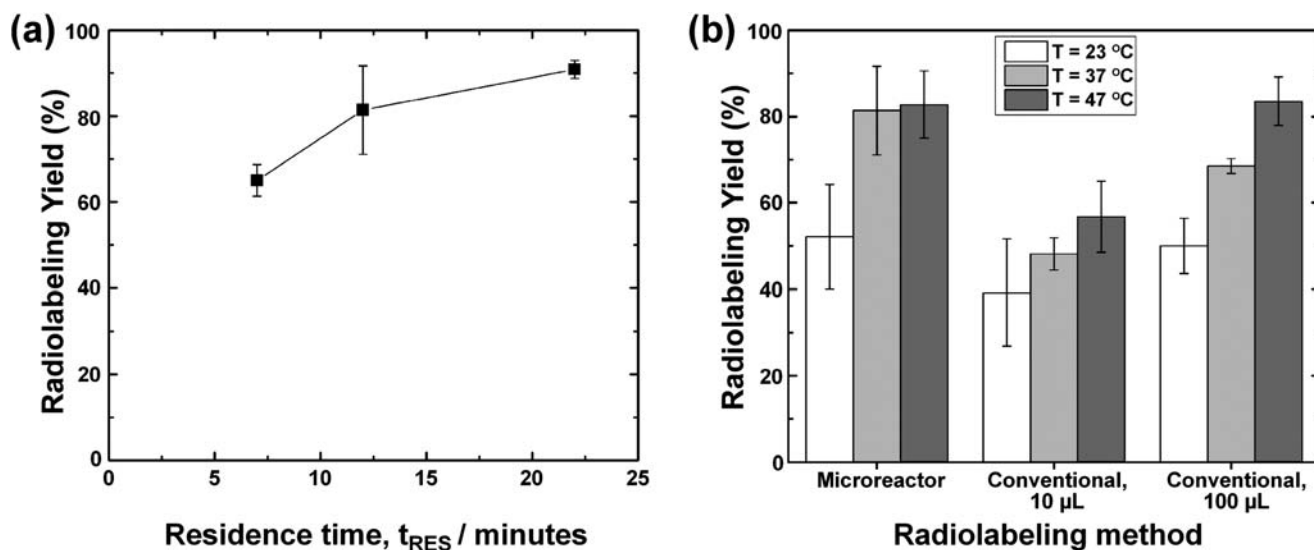 (a)
100
80
60
40
20
0
Radiolabeling Yield (%)
0 5 10 15 20 25
Residence time, tRES / minutes
(b)
100
80
60
40
20
0
Radiolabeling Yield (%)
T = 23 °C
T = 37 °C
T = 47 °C
Microreactor Conventional, Conventional,
10 µL 100 µL
Radiolabeling method